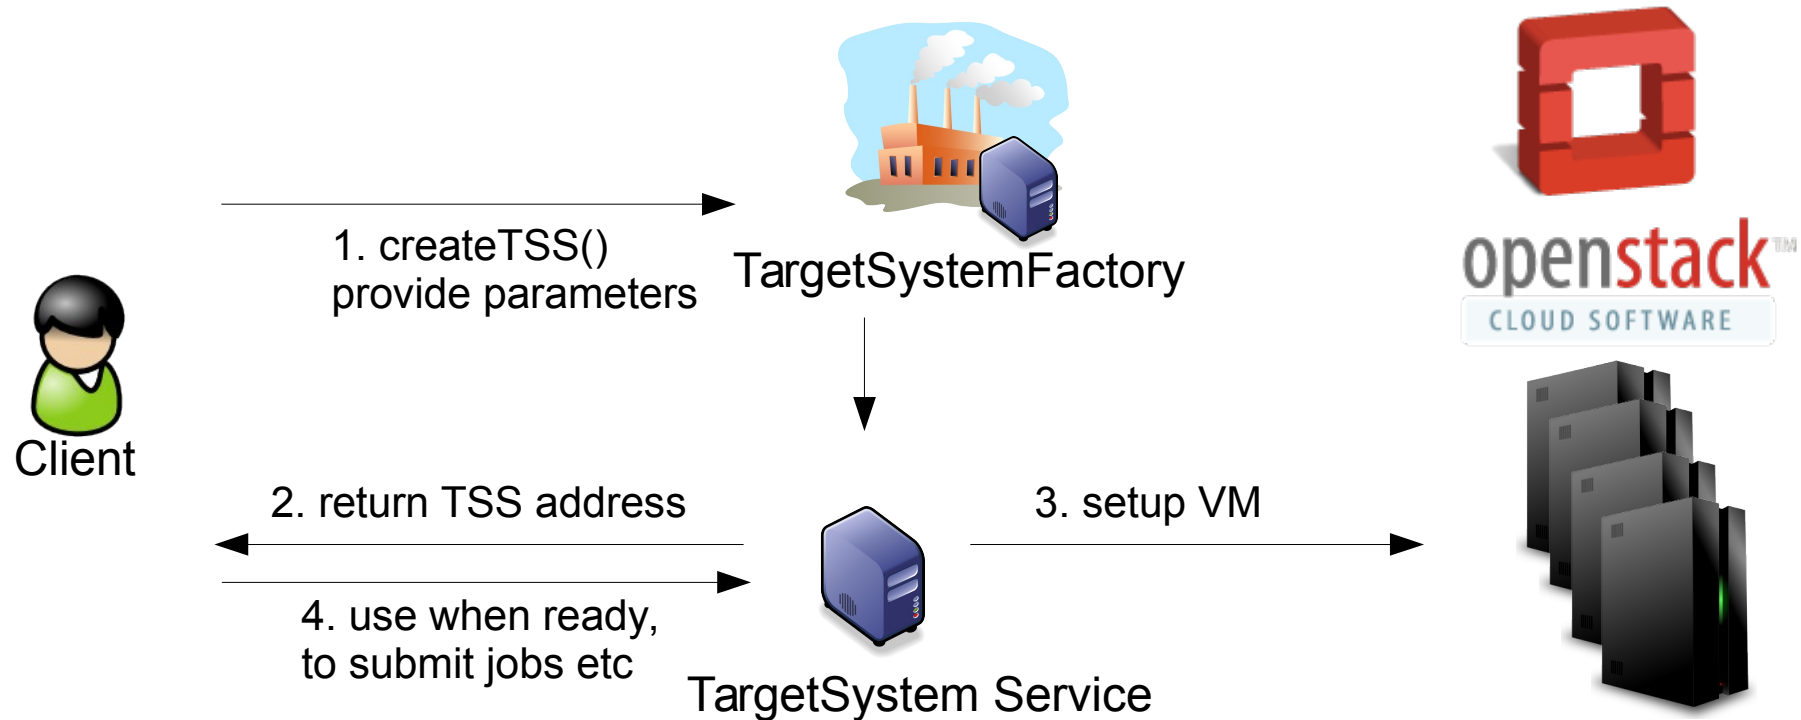 1. createTSS()
provide parameters
TargetSystemFactory
openstack™
CLOUD SOFTWARE
Client
2. return TSS address
3. setup VM
4. use when ready,
to submit jobs etc
TargetSystem Service